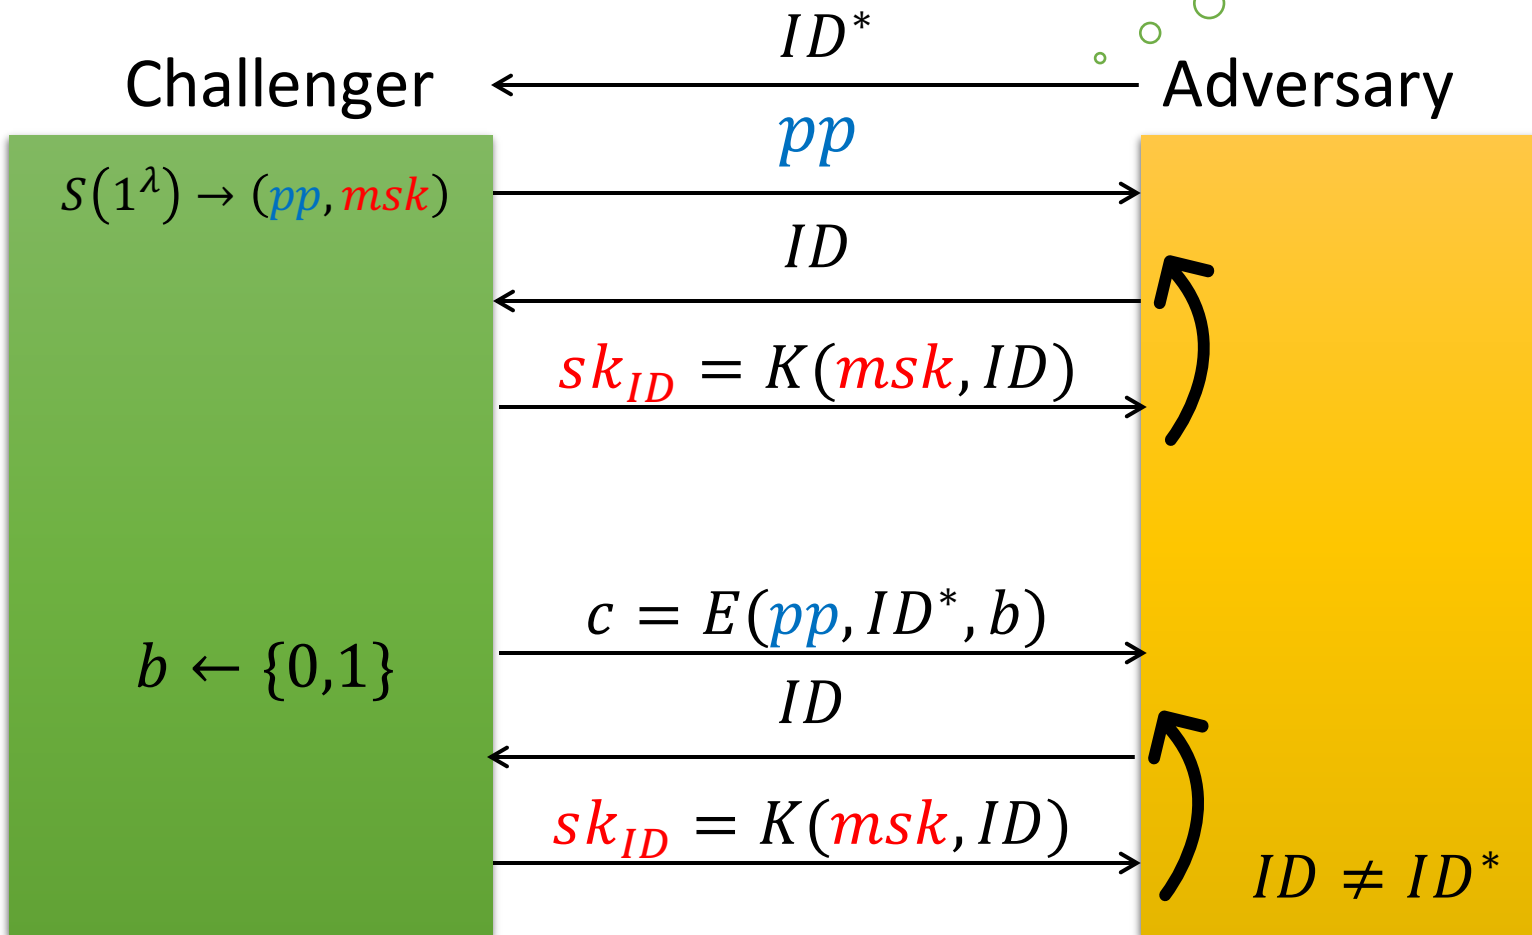 ID*
Challenger
Adversary
pp
S(1^λ) → (pp, msk)
ID
sk_ID = K(msk, ID)
c = E(pp, ID*, b)
b ← {0,1}
ID
sk_ID = K(msk, ID)
ID ≠ ID*